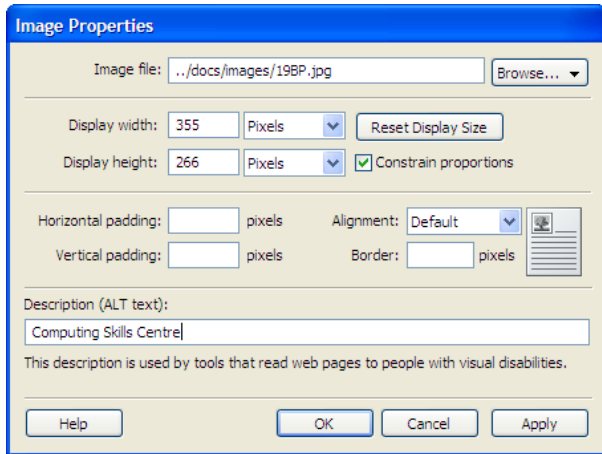 Image Properties
Image file: ../docs/images/19BP.jpg Browse...
Display width: 355 Pixels Reset Display Size
Display height: 266 Pixels Constrain proportions
Horizontal padding: pixels Alignment: Default
Vertical padding: pixels Border: pixels
Description (ALT text):
Computing Skills Centre
This description is used by tools that read web pages to people with visual disabilities.
Help OK Cancel Apply